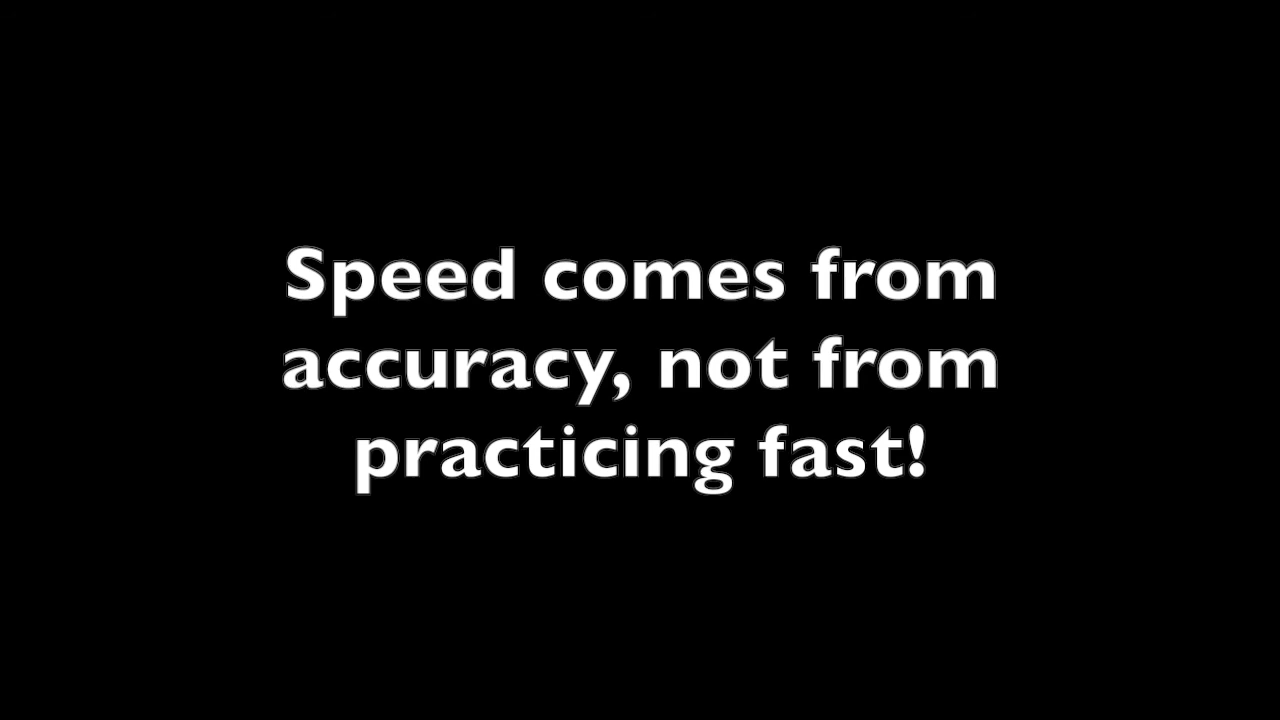 Speed comes from
accuracy, not from
practicing fast!